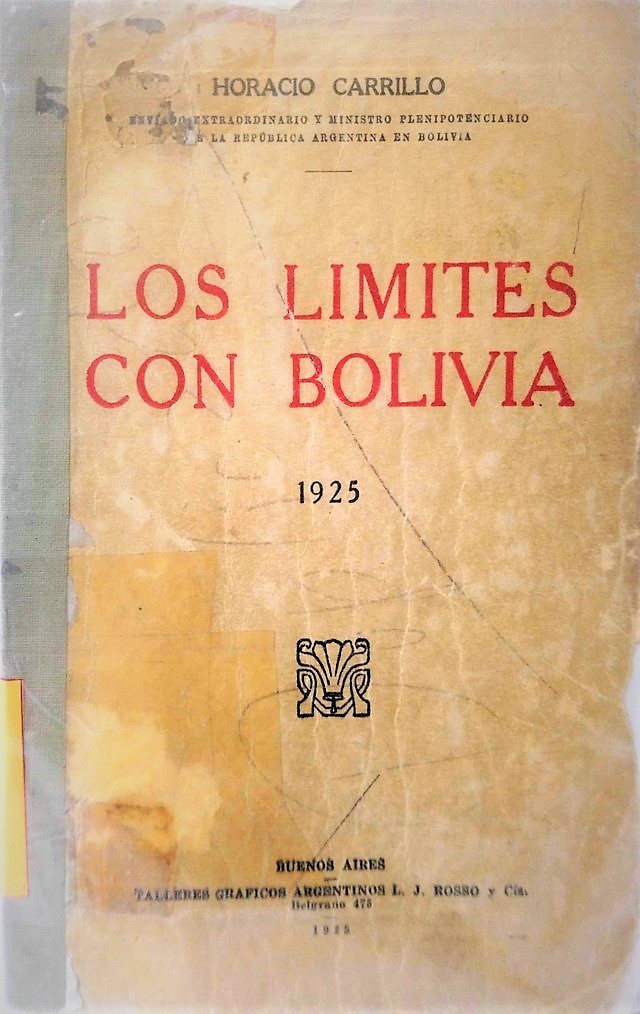 HORACIO CARRILLO
ENVIADO EXTRAORDINARIO Y MINISTRO PLENIPOTENCIARIO
LA REPÚBLICA ARGENTINA EN BOLIVIA
LOS LIMITES
CON BOLIVIA
1925
BUENOS AIRES
TALLERES GRAFICOS ARGENTINOS L. J. ROSSO y Cía.
Belgrano 475
1925